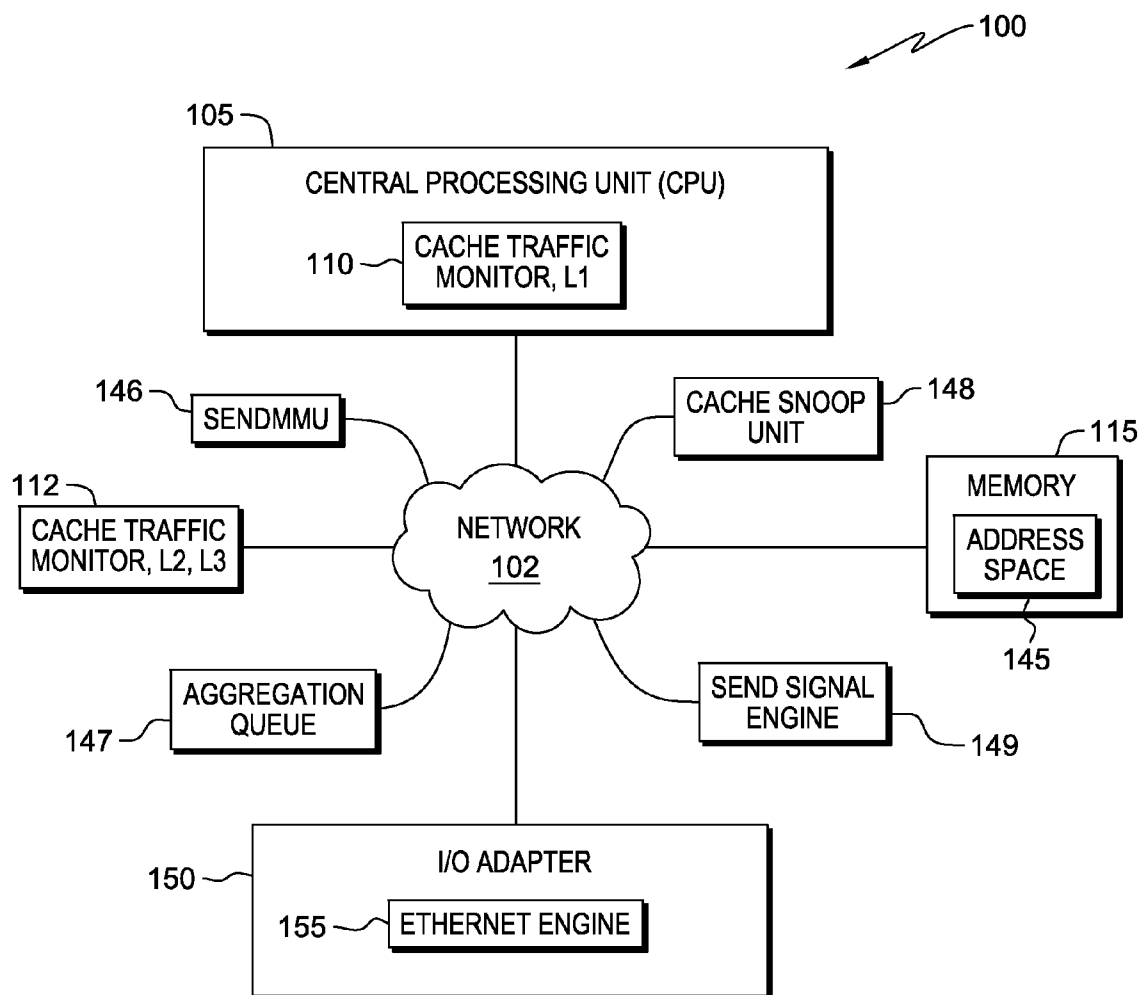 100
105
CENTRAL PROCESSING UNIT (CPU)
110
CACHE TRAFFIC
MONITOR, L1
146
SENDMMU
CACHE SNOOP
UNIT
148
115
MEMORY
ADDRESS
SPACE
145
112
CACHE TRAFFIC
MONITOR, L2, L3
NETWORK
102
AGGREGATION
QUEUE
147
SEND SIGNAL
ENGINE
149
150
I/O ADAPTER
155
ETHERNET ENGINE